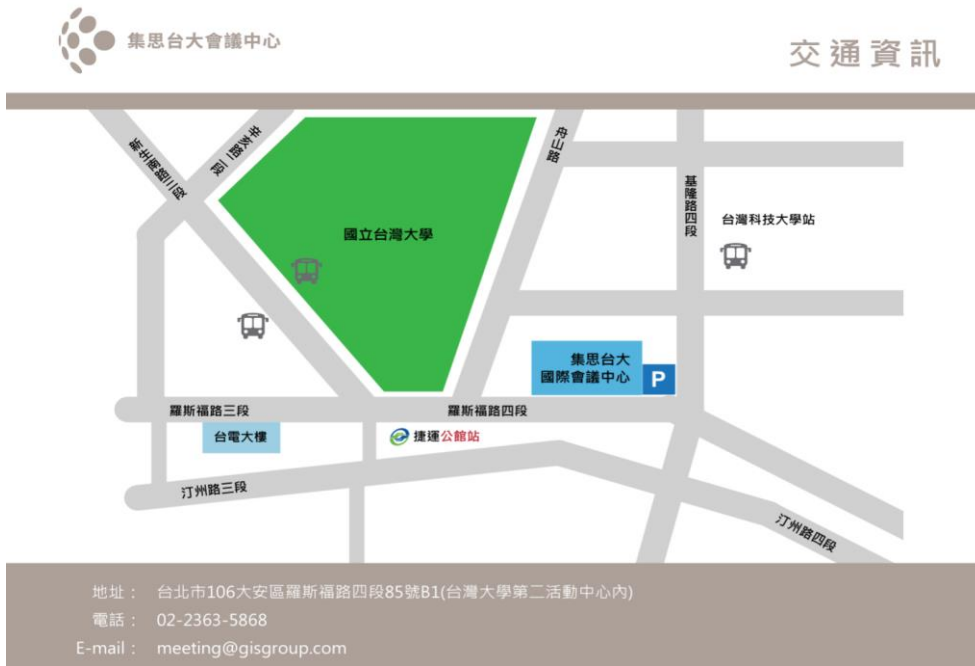 集思台大會議中心
交通資訊
新生南路三段
辛亥路二段
舟山路
基隆路四段
台灣科技大學站
國立台灣大學
集思台大
國際會議中心
P
羅斯福路三段
羅斯福路四段
台電大樓
捷運公館站
汀州路三段
汀州路四段
地址： 台北市106大安區羅斯福路四段85號B1(台灣大學第二活動中心內)
電話： 02-2363-5868
E-mail： meeting@gisgroup.com